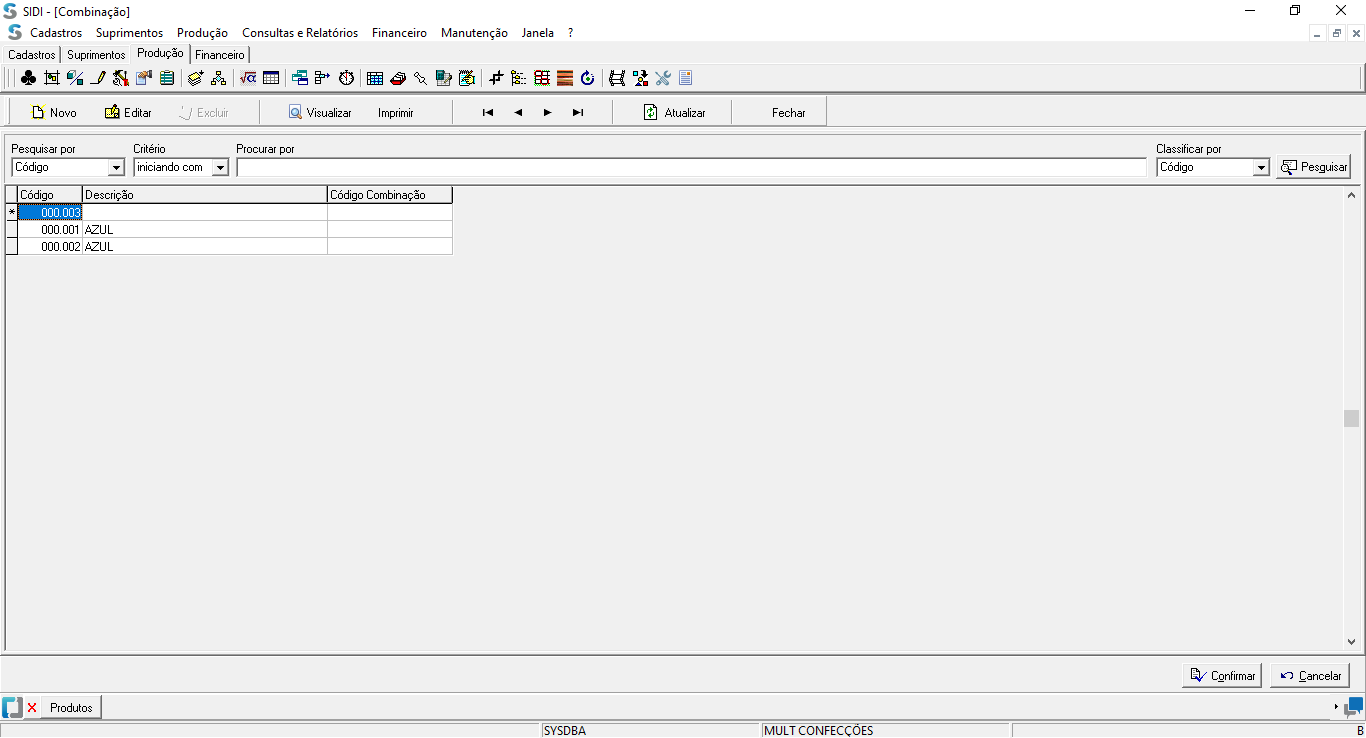 SIDI - [Combinação]
Cadastros Suprimentos Produção Consultas e Relatórios Financeiro Manutenção Janela ?
Cadastros Suprimentos Produção Financeiro
Novo Editar Excluir Visualizar Imprimir Atualizar Fechar
Pesquisar por Critério Procurar por Classificar por
Código iniciando com Código Pesquisar
Código Descrição Código Combinação
* 000.003
000.001 AZUL
000.002 AZUL
Confirmar Cancelar
Produtos
SYSDBA MULT CONFECÇÕES B